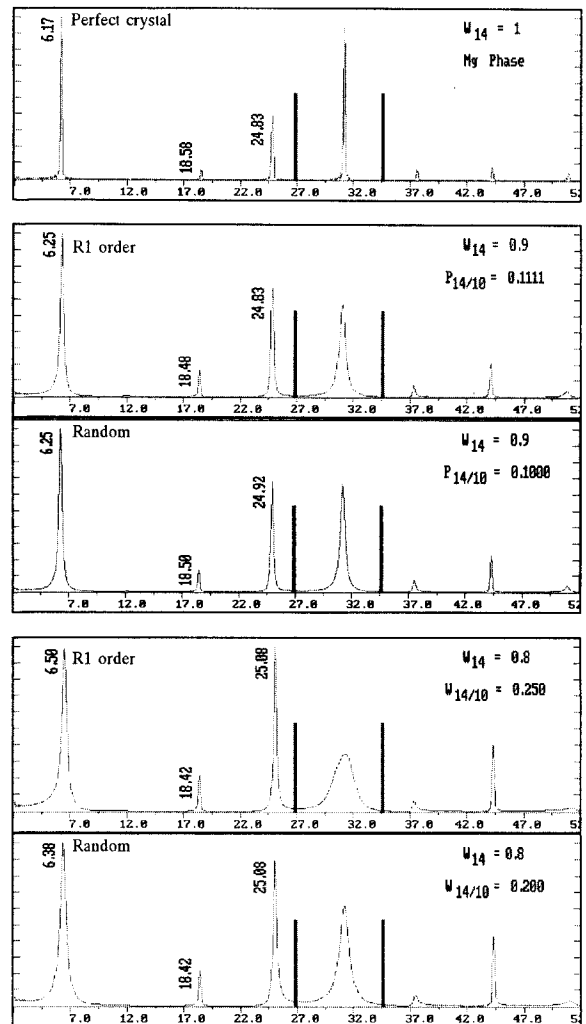 Perfect crystal
6.17
18.58
24.83
W14 = 1
Mg Phase
7.0 12.0 17.0 22.0 27.0 32.0 37.0 42.0 47.0 52
R1 order
6.25
18.48
24.83
W14 = 0.9
P14/10 = 0.1111
7.0 12.0 17.0 22.0 27.0 32.0 37.0 42.0 47.0 52
Random
6.25
18.50
24.92
W14 = 0.9
P14/10 = 0.1000
7.0 12.0 17.0 22.0 27.0 32.0 37.0 42.0 47.0 52
R1 order
6.50
18.42
25.08
W14 = 0.8
W14/10 = 0.250
7.0 12.0 17.0 22.0 27.0 32.0 37.0 42.0 47.0 52
Random
6.38
18.42
25.08
W14 = 0.8
W14/10 = 0.200
7.0 12.0 17.0 22.0 27.0 32.0 37.0 42.0 47.0 52